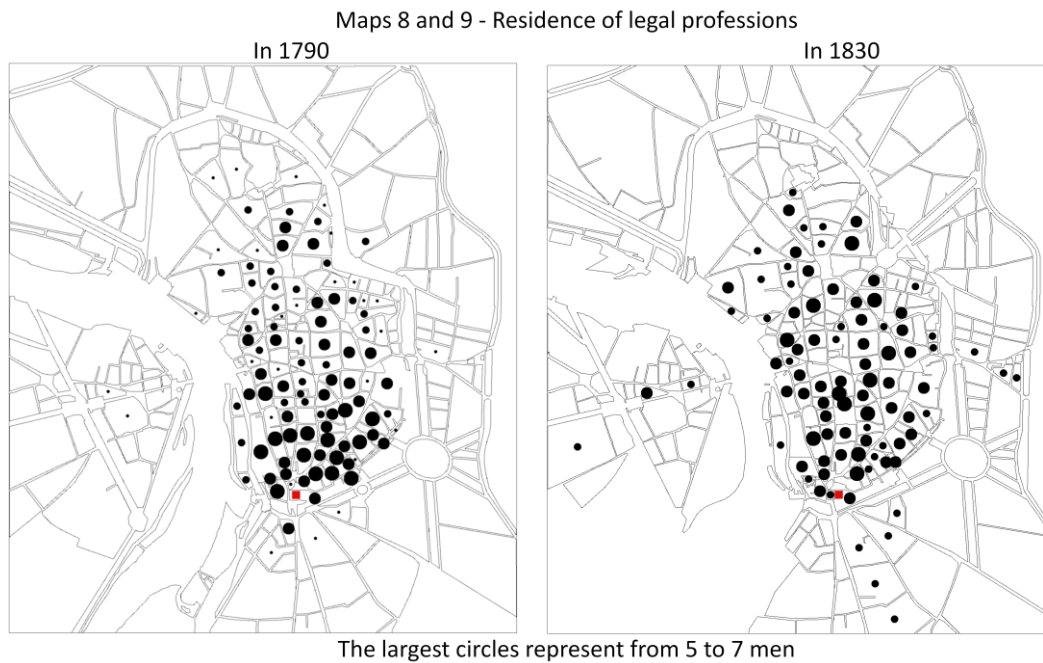 Maps 8 and 9 - Residence of legal professions
In 1790
In 1830
The largest circles represent from 5 to 7 men